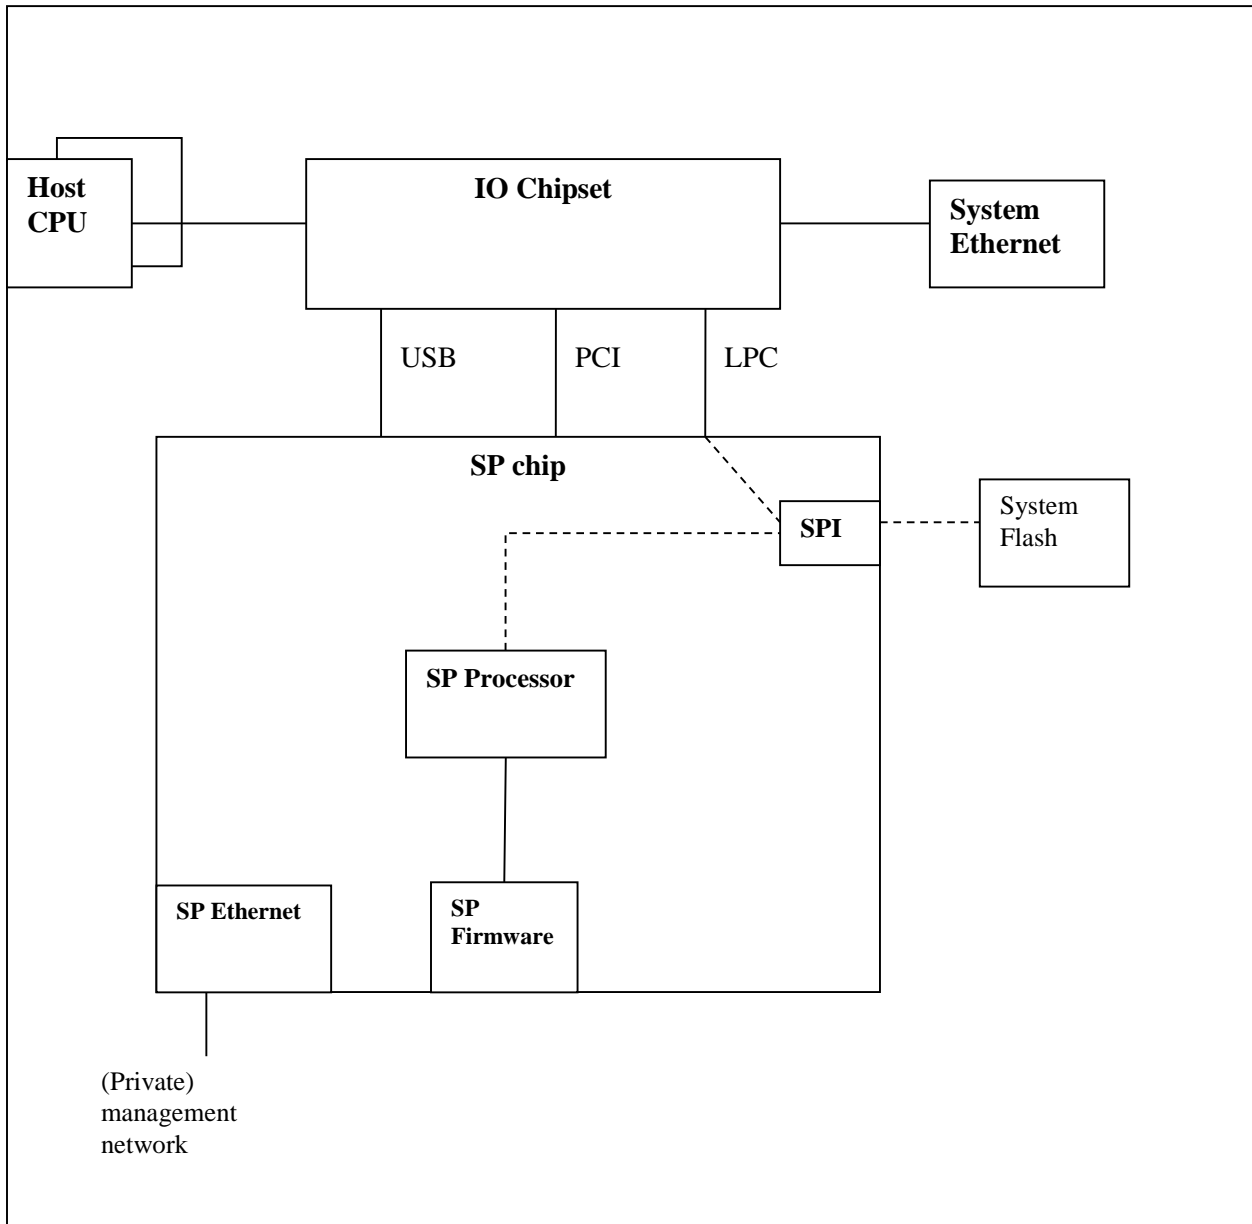 Host
CPU
IO Chipset
System
Ethernet
USB
PCI
LPC
SP chip
SPI
System
Flash
SP Processor
SP Ethernet
SP
Firmware
(Private)
management
network